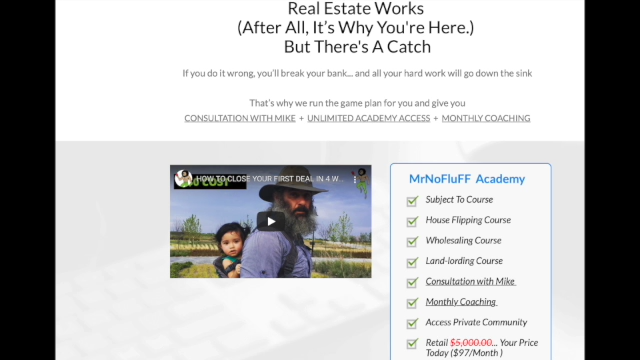 Real Estate Works
(After All, It's Why You're Here.)
But There's A Catch
If you do it wrong, you'll break your bank... and all your hard work will go down the sink
That's why we run the game plan for you and give you
CONSULTATION WITH MIKE + UNLIMITED ACADEMY ACCESS + MONTHLY COACHING
HOW TO CLOSE YOUR FIRST DEAL IN 4 W...
COST
MrNoFluFF Academy
Subject To Course
House Flipping Course
Wholesaling Course
Land-lording Course
Consultation with Mike
Monthly Coaching
Access Private Community
Retail $5,000.00... Your Price
Today ($97/Month )